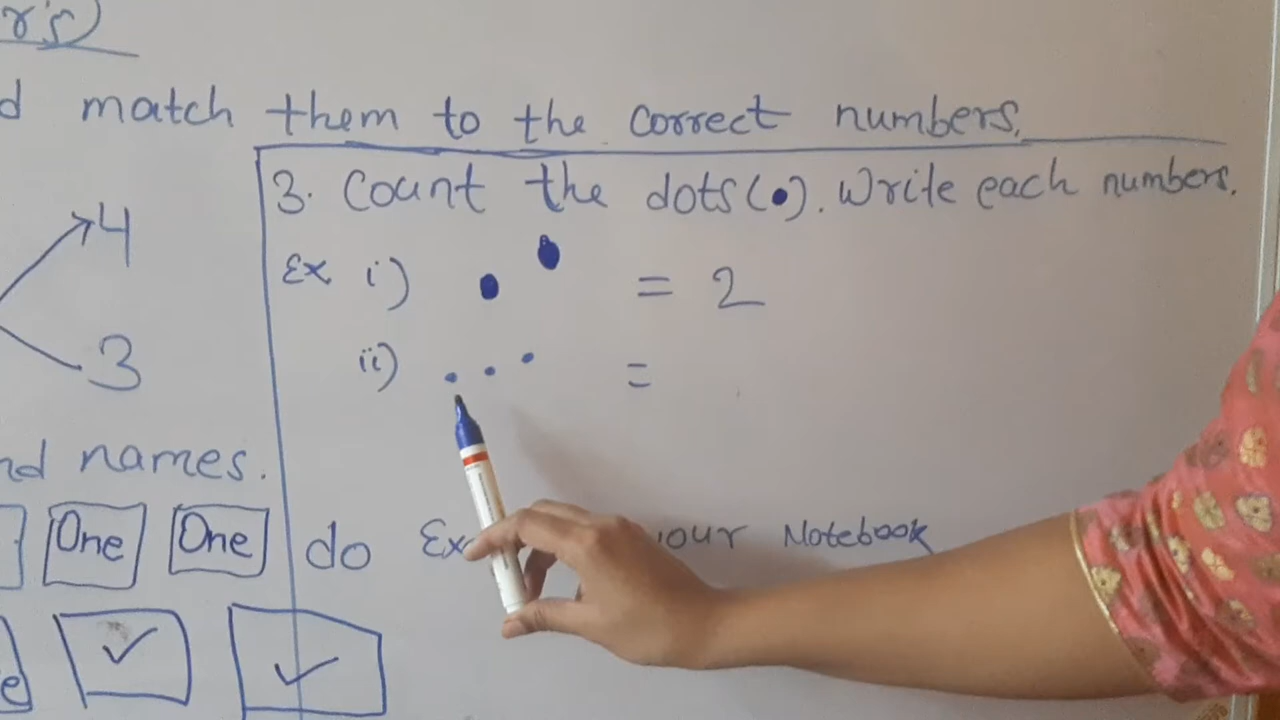 match them to the correct numbers.
3. Count the dots(•). Write each numbers.
4
Ex i) = 2
ii) =
3
names.
One One do Ex Notebook